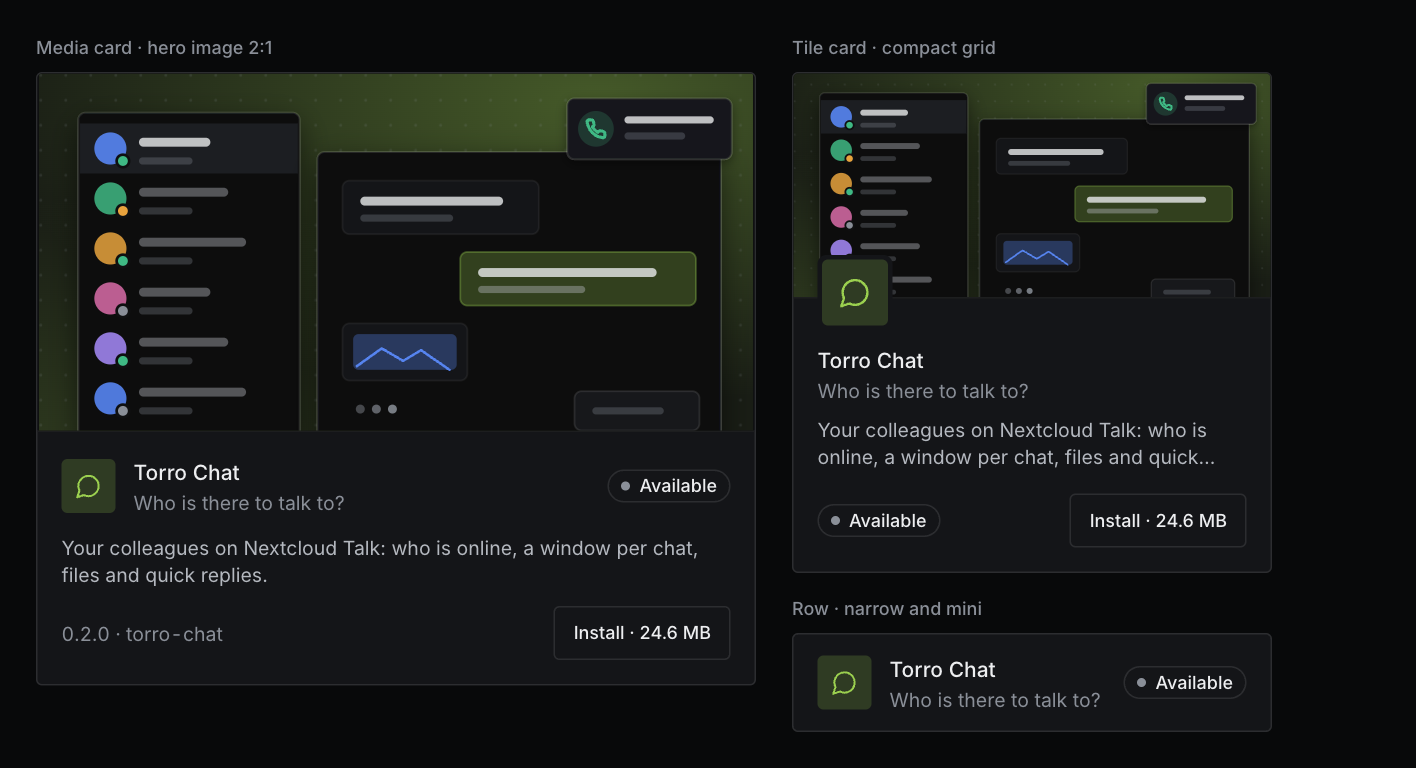 Media card · hero image 2:1
Torro Chat
Who is there to talk to?
Available
Your colleagues on Nextcloud Talk: who is online, a window per chat,
files and quick replies.
0.2.0 · torro-chat
Install · 24.6 MB
Tile card · compact grid
Torro Chat
Who is there to talk to?
Your colleagues on Nextcloud Talk: who is
online, a window per chat, files and quick...
Available
Install · 24.6 MB
Row · narrow and mini
Torro Chat
Who is there to talk to?
Available